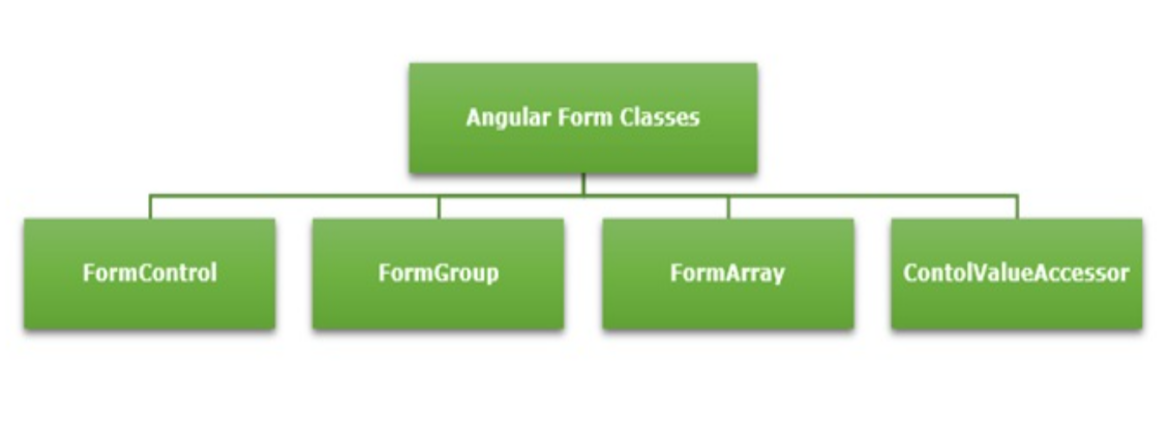 Angular Form Classes
FormControl
FormGroup
FormArray
ContolValueAccessor